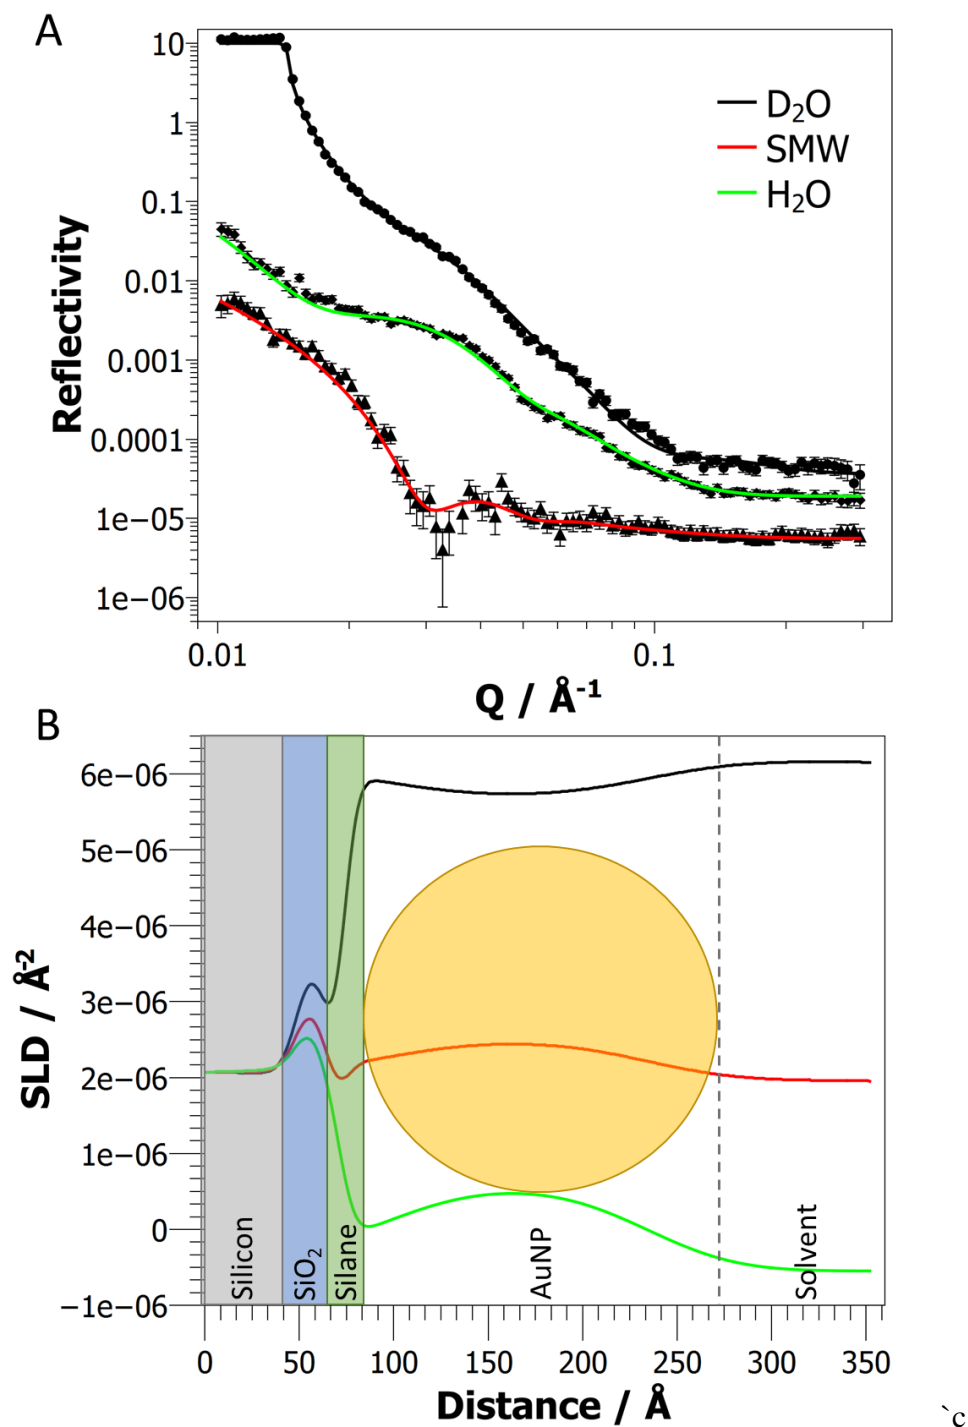 A
10
1
0.1
0.01
0.001
0.0001
1e-05
1e-06
Reflectivity
D₂O
SMW
H₂O
0.01
0.1
Q / Å⁻¹
B
6e-06
5e-06
4e-06
3e-06
2e-06
1e-06
0
−1e-06
SLD / Å⁻²
Silicon
SiO₂
Silane
AuNP
Solvent
0 50 100 150 200 250 300 350
Distance / Å
`c